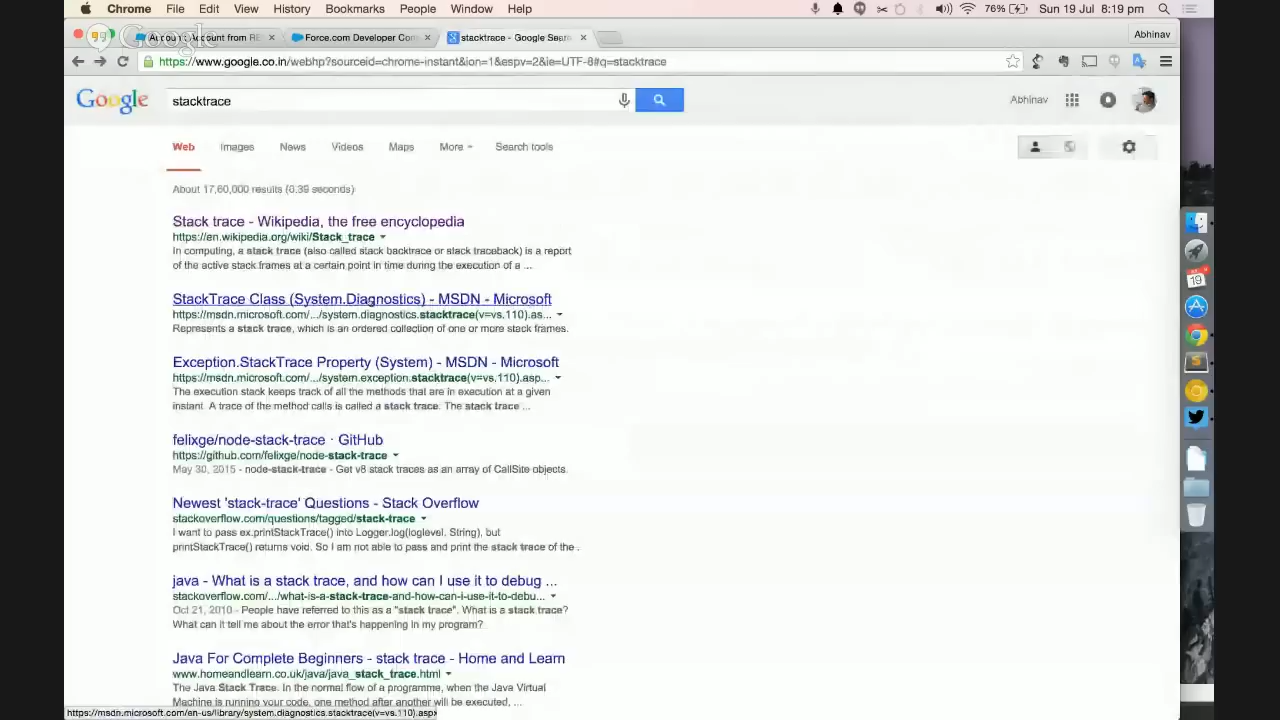 Chrome File Edit View History Bookmarks People Window Help 76% Sun 19 Jul 8:19 pm
Account from RE Force.com Developer Con stacktrace - Google Sear Abhinav
Google
https://www.google.co.in/webhp?sourceid=chrome-instant&ion=1&espv=2&ie=UTF-8#q=stacktrace
Google stacktrace Abhinav
Web Images News Videos Maps More Search tools
About 17,60,000 results (0.39 seconds)
Stack trace - Wikipedia, the free encyclopedia
https://en.wikipedia.org/wiki/Stack_trace
In computing, a stack trace (also called stack backtrace or stack traceback) is a report
of the active stack frames at a certain point in time during the execution of a ...
StackTrace Class (System.Diagnostics) - MSDN - Microsoft
https://msdn.microsoft.com/.../system.diagnostics.stacktrace(v=vs.110).as...
Represents a stack trace, which is an ordered collection of one or more stack frames.
Exception.StackTrace Property (System) - MSDN - Microsoft
https://msdn.microsoft.com/.../system.exception.stacktrace(v=vs.110).asp...
The execution stack keeps track of all the methods that are in execution at a given
instant. A trace of the method calls is called a stack trace. The stack trace ...
felixge/node-stack-trace · GitHub
https://github.com/felixge/node-stack-trace
May 30, 2015 - node-stack-trace - Get v8 stack traces as an array of CallSite objects.
Newest 'stack-trace' Questions - Stack Overflow
stackoverflow.com/questions/tagged/stack-trace
I want to pass ex.printStackTrace() into Logger.log(loglevel, String), but
printStackTrace() returns void. So I am not able to pass and print the stack trace of the .
java - What is a stack trace, and how can I use it to debug ...
stackoverflow.com/.../what-is-a-stack-trace-and-how-can-i-use-it-to-debu...
Oct 21, 2010 - People have referred to this as a "stack trace". What is a stack trace?
What can it tell me about the error that's happening in my program?
Java For Complete Beginners - stack trace - Home and Learn
www.homeandlearn.co.uk/java/java_stack_trace.html
The Java Stack Trace. In the normal flow of a programme, when the Java Virtual
Machine is running your code, one method after another will be executed, ...
https://msdn.microsoft.com/en-us/library/system.diagnostics.stacktrace(v=vs.110).aspx
19